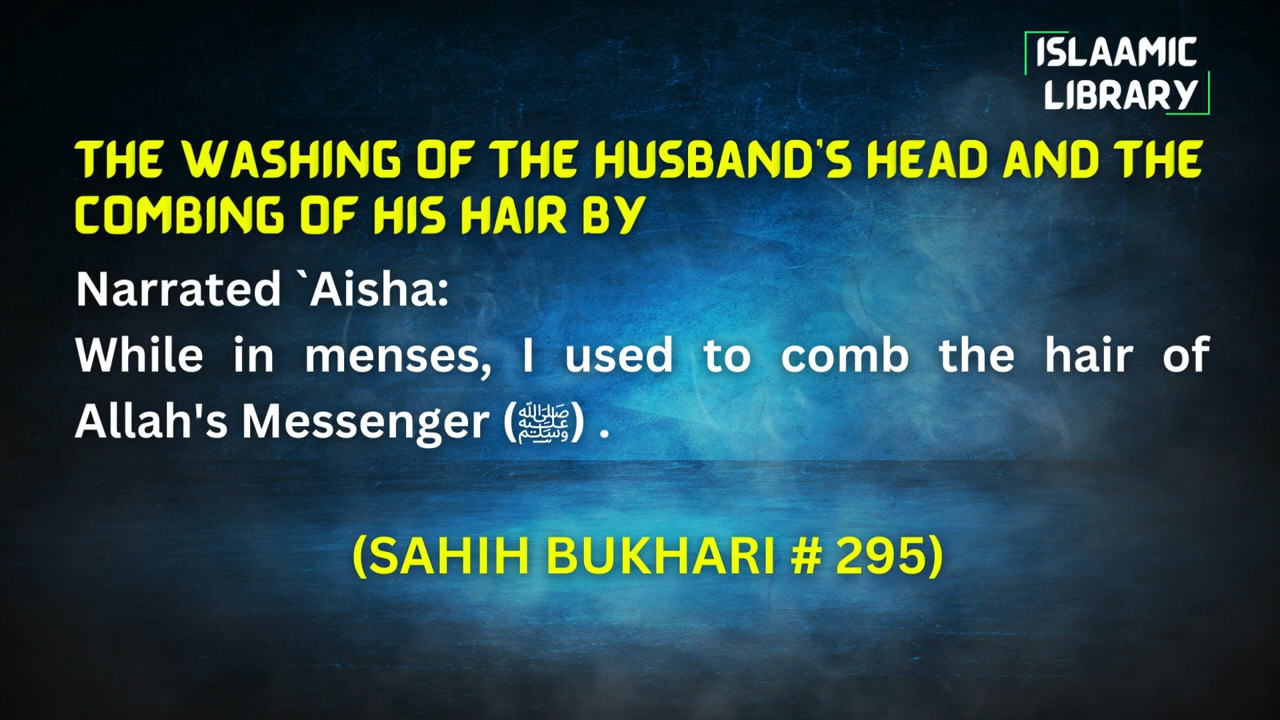 ISLAAMIC
LIBRARY
THE WASHING OF THE HUSBAND'S HEAD AND THE
COMBING OF HIS HAIR BY
Narrated `Aisha:
While in menses, I used to comb the hair of
Allah's Messenger (ﷺ) .
(SAHIH BUKHARI # 295)